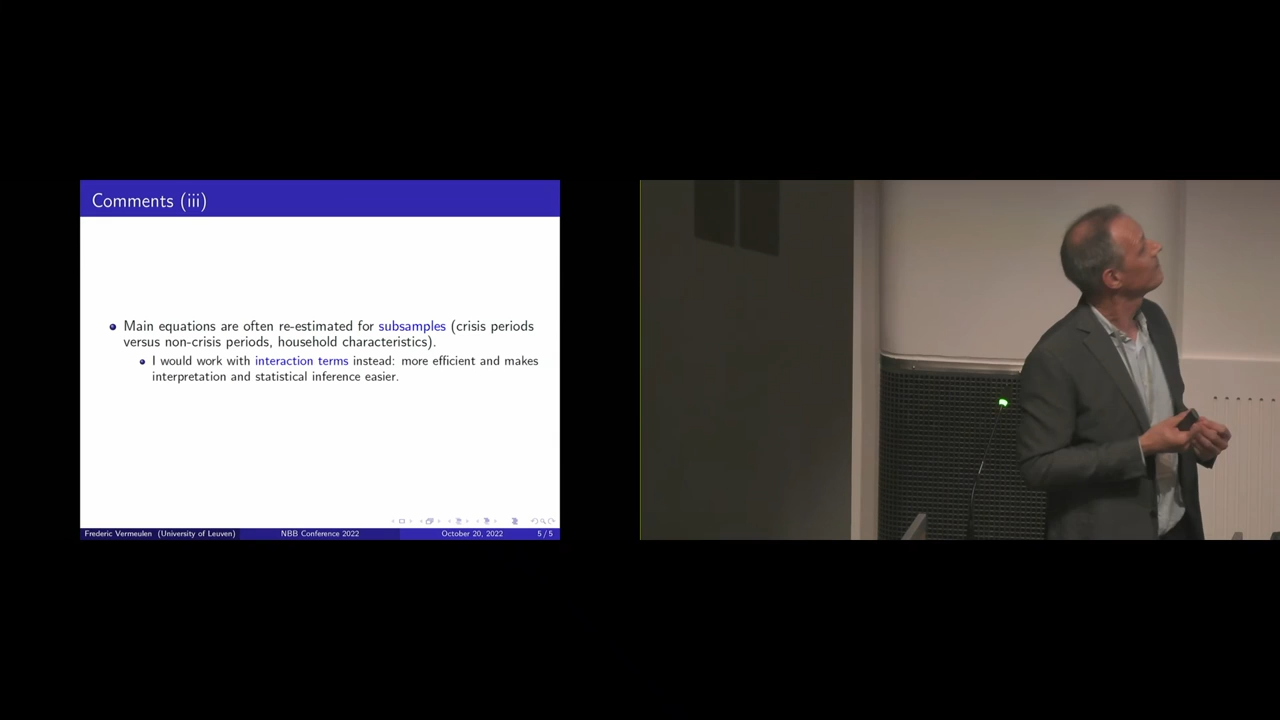 Comments (iii)
Main equations are often re-estimated for subsamples (crisis periods
versus non-crisis periods, household characteristics).
I would work with interaction terms instead: more efficient and makes
interpretation and statistical inference easier.
Frederic Vermeulen (University of Leuven) NBB Conference 2022 October 20, 2022 5 / 5